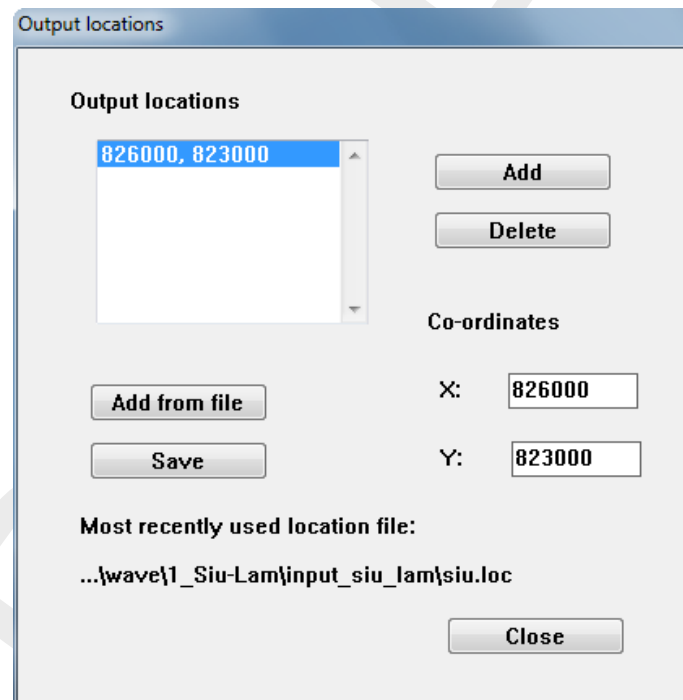 Output locations
Output locations
826000, 823000
Add
Delete
Co-ordinates
X: 826000
Add from file
Y: 823000
Save
Most recently used location file:
...\wave\1_Siu-Lam\input_siu_lam\siu.loc
Close